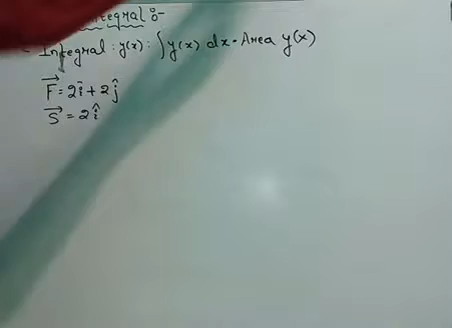 Integral :-
Integral : y(x) : ∫ y(x) dx = Area y(x)
F⃗ = 2î + 2ĵ
S⃗ = 2î